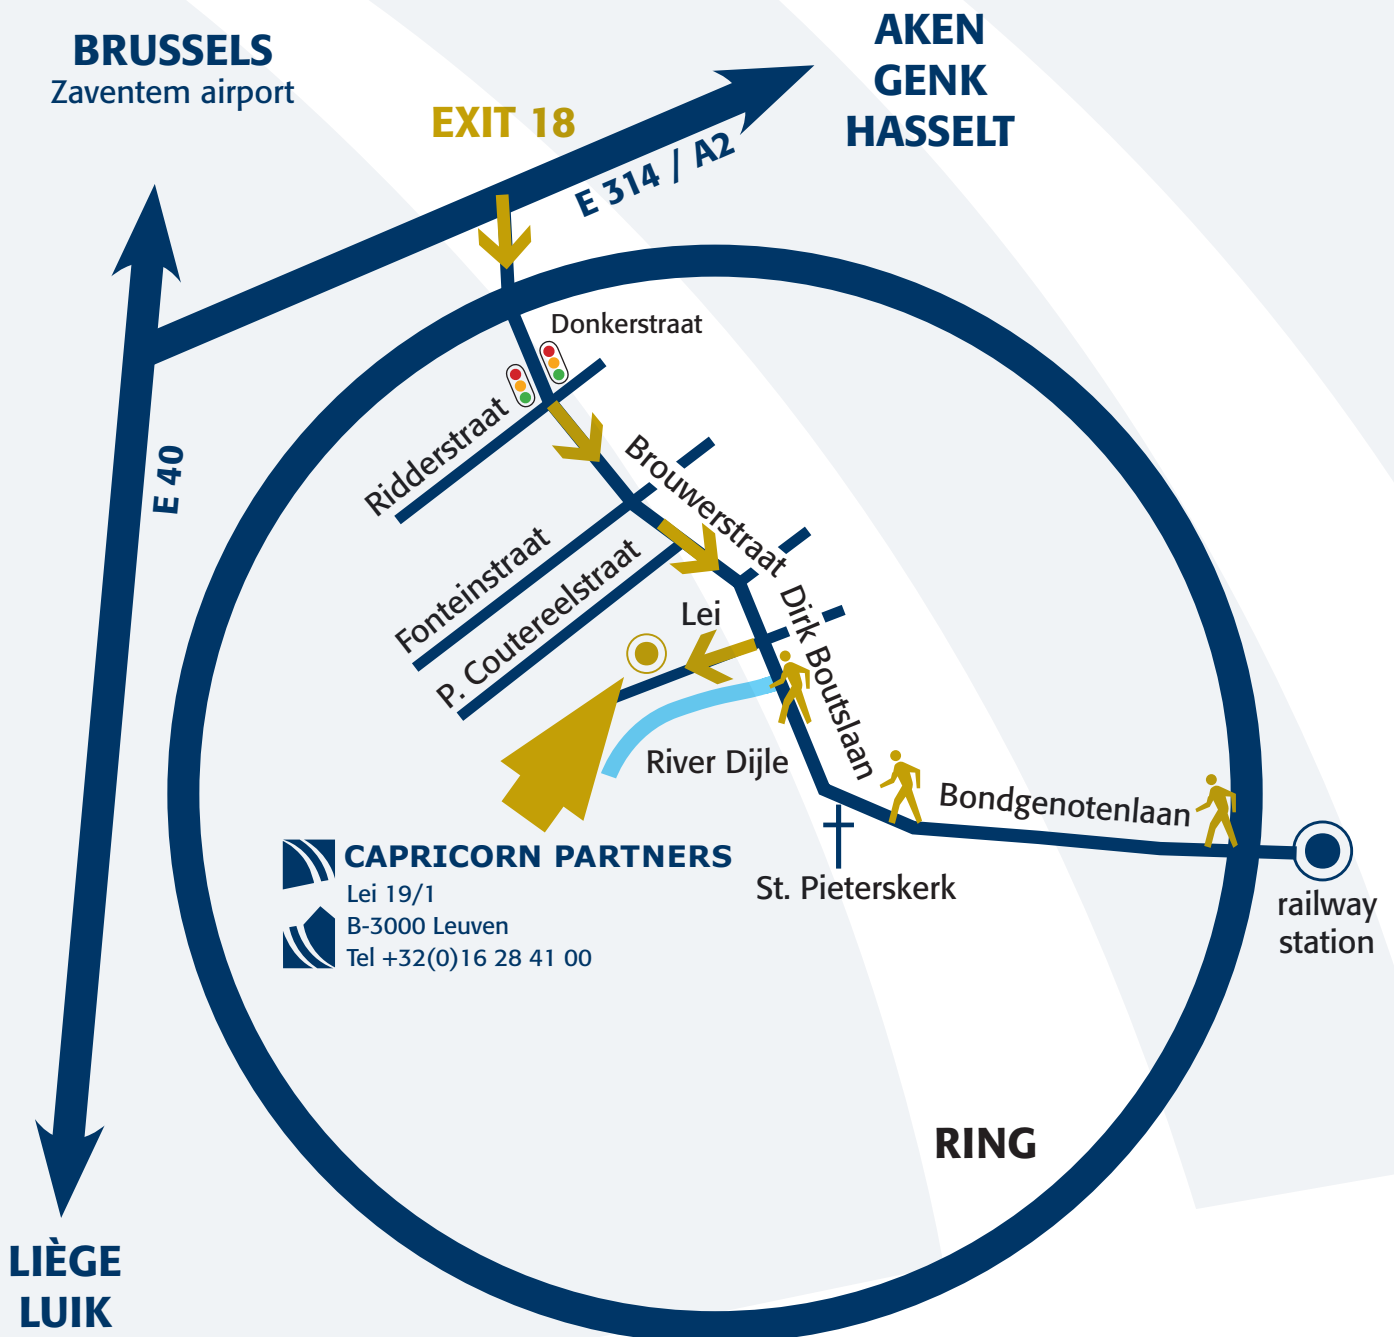 BRUSSELS
Zaventem airport
AKEN
GENK
HASSELT
EXIT 18
E 314 / A2
Donkerstraat
Ridderstraat
E 40
Brouwerstraat
Fonteinstraat
P. Coutereelstraat
Dirk Boutslaan
Lei
River Dijle
Bondgenotenlaan
CAPRICORN PARTNERS
Lei 19/1
B-3000 Leuven
Tel +32(0)16 28 41 00
St. Pieterskerk
railway
station
RING
LIÈGE
LUIK